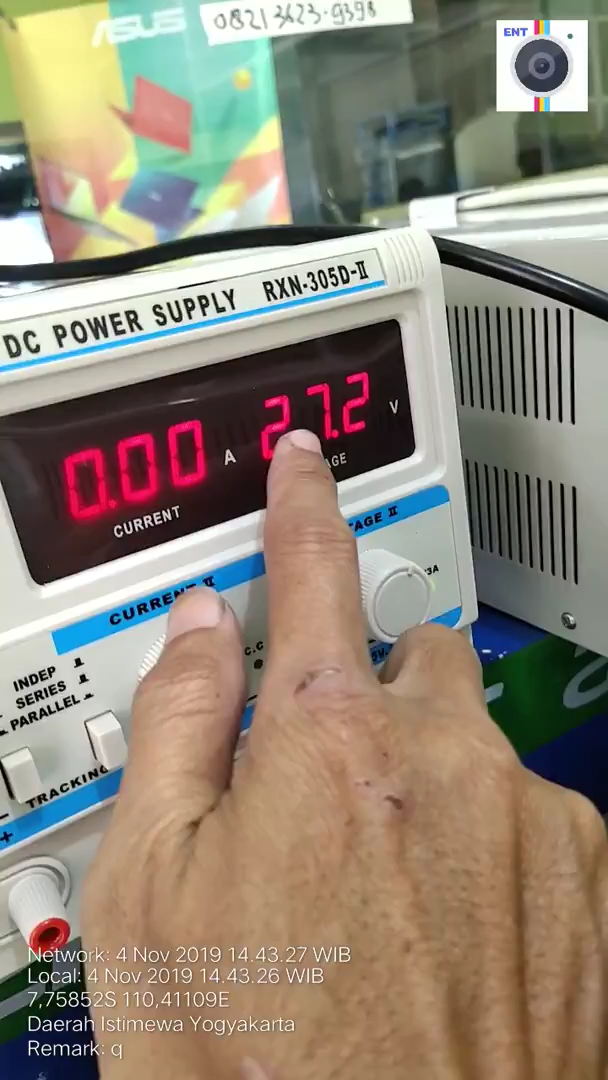 ASUS
08213623-9398
ENT
DC POWER SUPPLY RXN-305D-II
0.00 A 27.2 V
CURRENT
CURRENT II
INDEP
SERIES
PARALLEL
TRACKING
+
Network: 4 Nov 2019 14.43.27 WIB
Local: 4 Nov 2019 14.43.26 WIB
7,75852S 110,41109E
Daerah Istimewa Yogyakarta
Remark: q